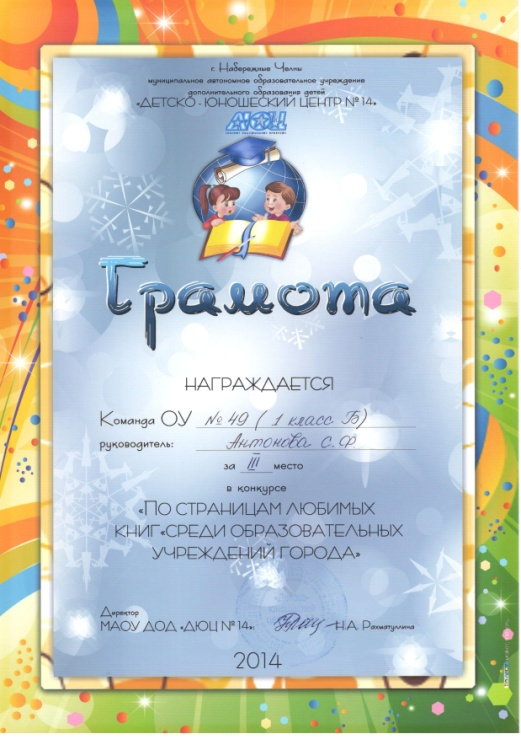 г. Набережные Челны
муниципальное автономное образовательное учреждение
дополнительного образования детей
«ДЕТСКО - ЮНОШЕСКИЙ ЦЕНТР № 14»
ДЮЦ
Грамота
НАГРАЖДАЕТСЯ
Команда ОУ № 49 ( 1 класс Б)
руководитель: Антонова С. Ф
за III место
в конкурсе
«ПО СТРАНИЦАМ ЛЮБИМЫХ
КНИГ«СРЕДИ ОБРАЗОВАТЕЛЬНЫХ
УЧРЕЖДЕНИЙ ГОРОДА»
Директор
МАОУ ДОД «ДЮЦ № 14» Н.А. Рахматуллина
2014